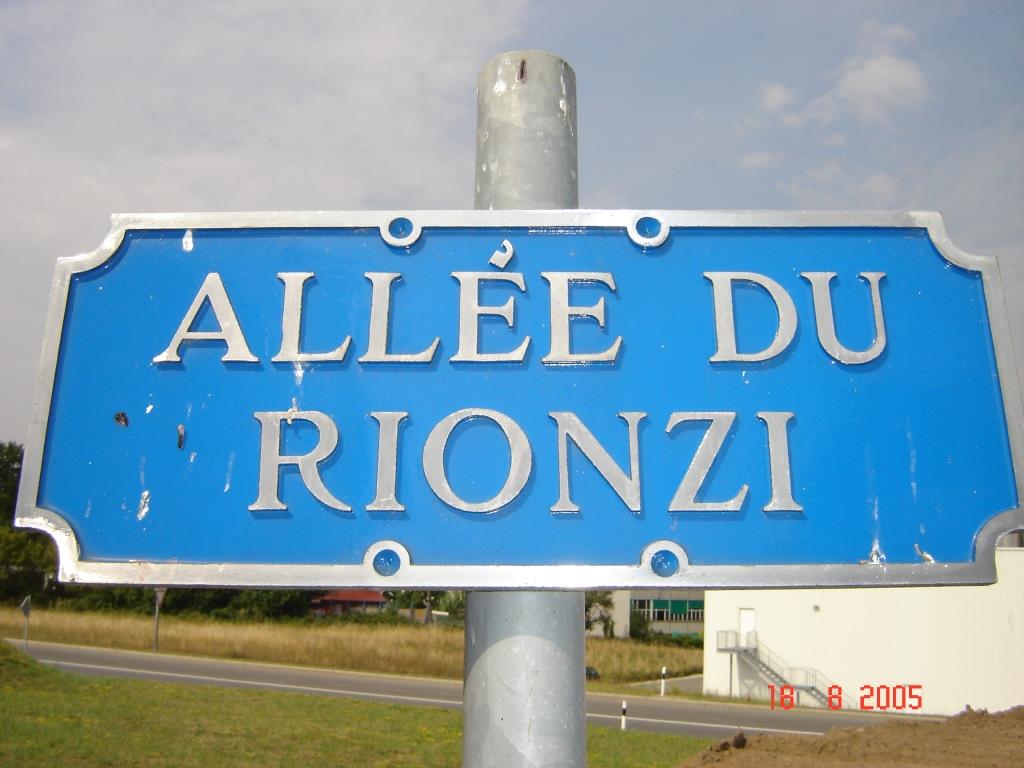 ALLÉE DU
RIONZI
18 8 2005